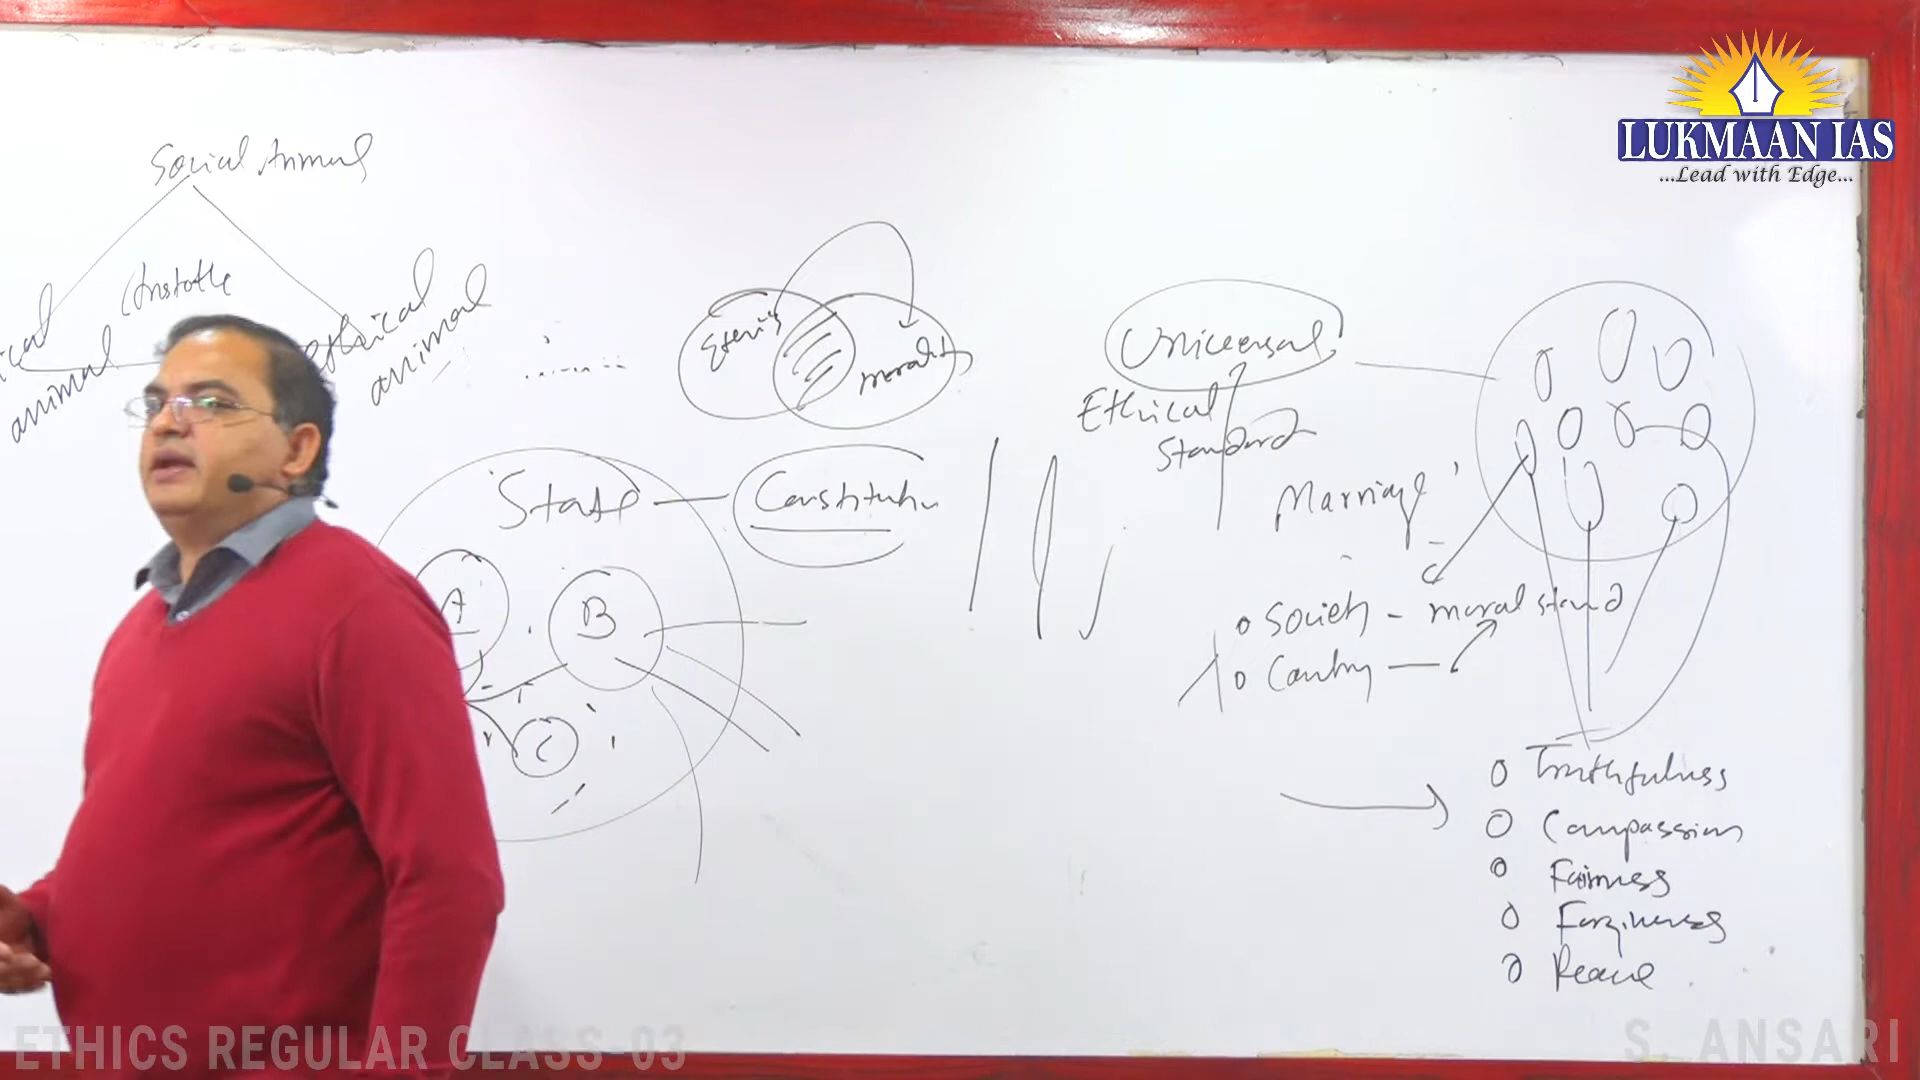 LUKMAAN IAS
...Lead with Edge...
Social Animal
animal
ethical
animal
Ethics
morality
Universal
Ethical
Standard
State
Constitution
Marriage
A
B
C
Society - moral stand
Country
Truthfulness
Compassion
Fairness
Forgiveness
Peace
ETHICS REGULAR CLASS-03
S. ANSARI